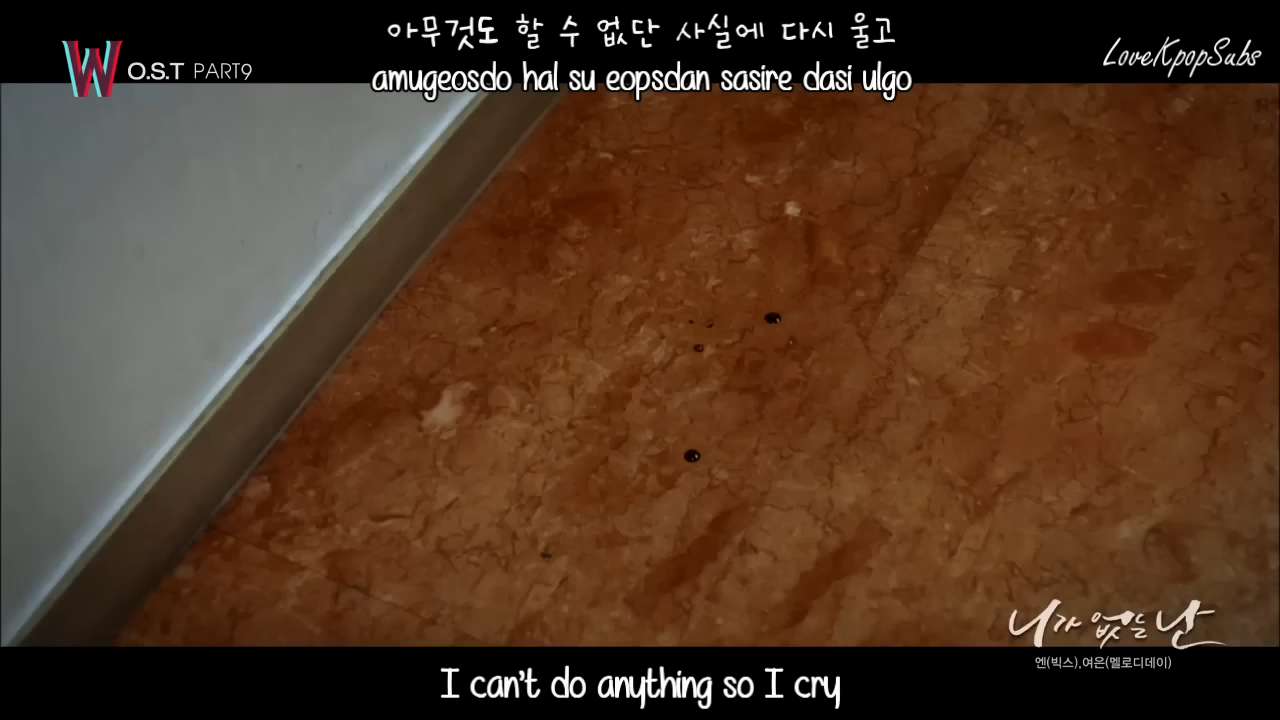 아무것도 할 수 없단 사실에 다시 울고
amugeosdo hal su eopsdan sasire dasi ulgo
W O.S.T PART9
LoveKpopSubs
니가 없는 난
엔(빅스),여은(멜로디데이)
I can't do anything so I cry